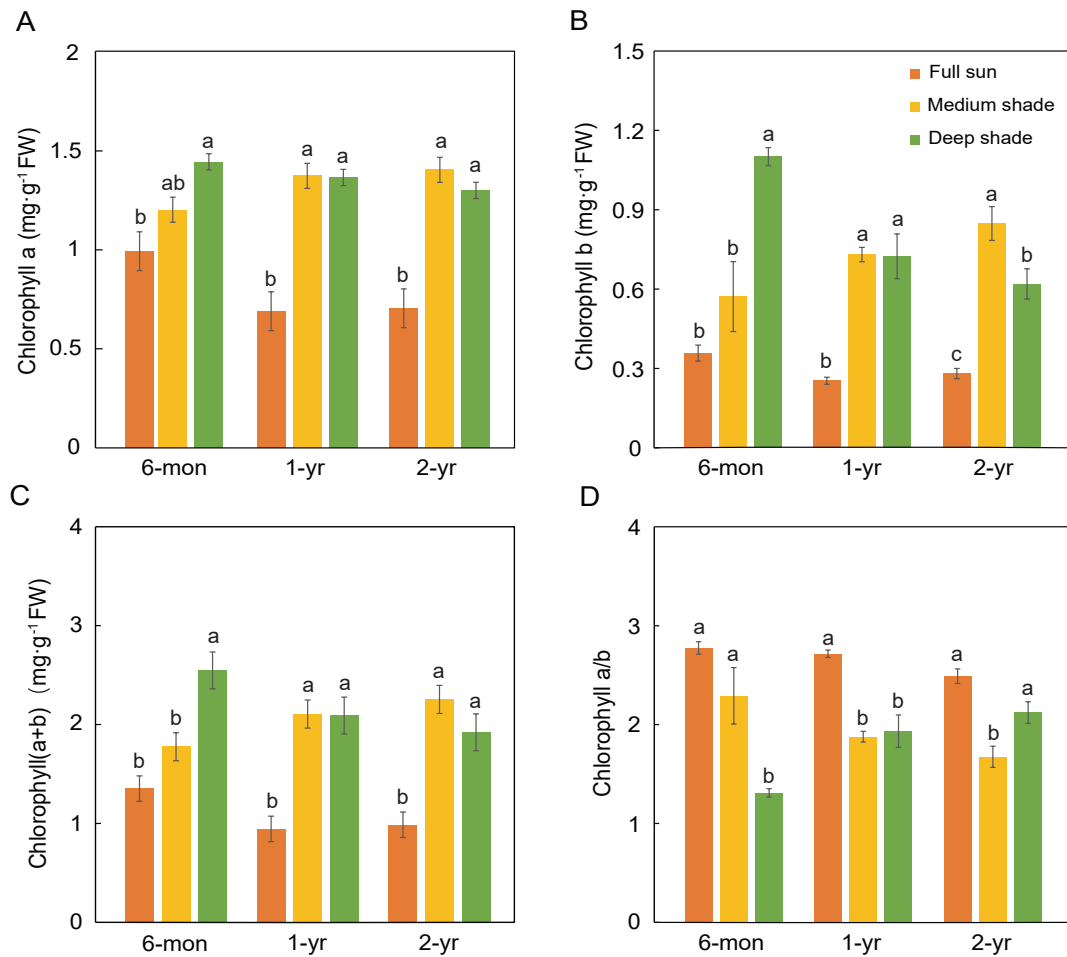 A
Chlorophyll a (mg·g⁻¹FW)
2
1.5
1
0.5
0
b
ab
a
b
a
a
b
a
a
6-mon
1-yr
2-yr
B
Chlorophyll b (mg·g⁻¹FW)
1.5
1.2
0.9
0.6
0.3
0
Full sun
Medium shade
Deep shade
b
b
a
b
a
a
c
a
b
6-mon
1-yr
2-yr
C
Chlorophyll(a+b) (mg·g⁻¹FW)
4
3
2
1
0
b
b
a
b
a
a
b
a
a
6-mon
1-yr
2-yr
D
Chlorophyll a/b
4
3
2
1
0
a
a
b
a
b
b
a
b
a
6-mon
1-yr
2-yr